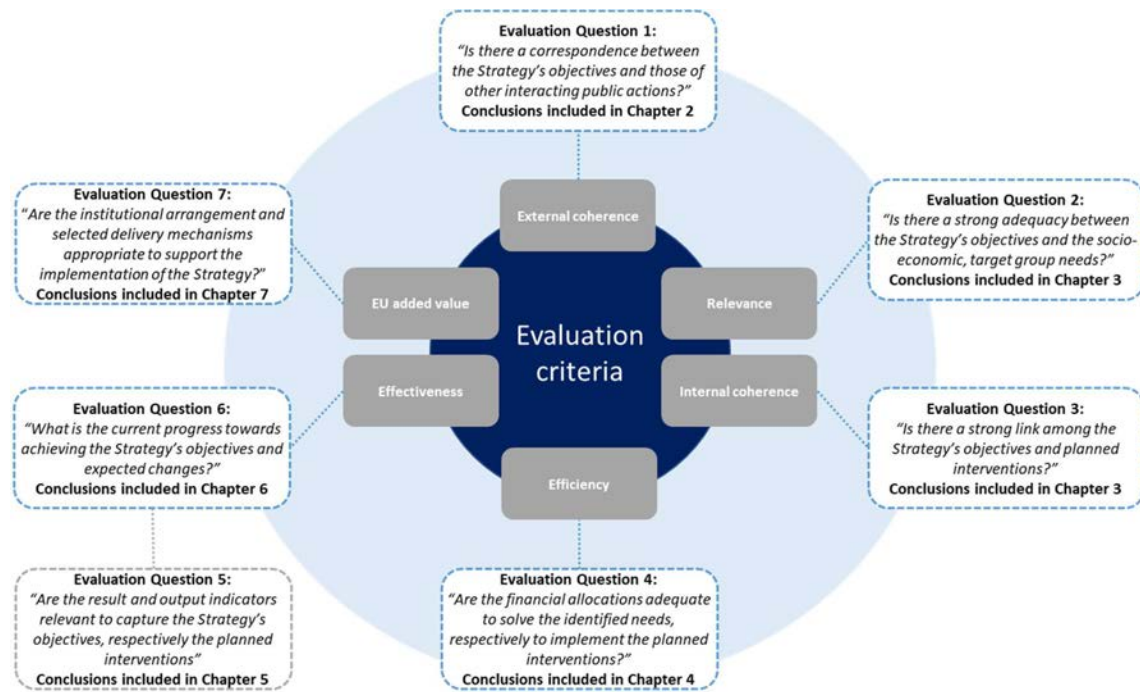 Evaluation Question 1:
“Is there a correspondence between
the Strategy’s objectives and those of
other interacting public actions?”
Conclusions included in Chapter 2
Evaluation Question 7:
“Are the institutional arrangement and
selected delivery mechanisms
appropriate to support the
implementation of the Strategy?”
Conclusions included in Chapter 7
External coherence
Evaluation Question 2:
“Is there a strong adequacy between
the Strategy’s objectives and the socio-
economic, target group needs?”
Conclusions included in Chapter 3
EU added value
Relevance
Evaluation
criteria
Effectiveness
Internal coherence
Evaluation Question 6:
“What is the current progress towards
achieving the Strategy’s objectives and
expected changes?”
Conclusions included in Chapter 6
Evaluation Question 3:
“Is there a strong link among the
Strategy’s objectives and planned
interventions?”
Conclusions included in Chapter 3
Efficiency
Evaluation Question 5:
“Are the result and output indicators
relevant to capture the Strategy’s
objectives, respectively the planned
interventions”
Conclusions included in Chapter 5
Evaluation Question 4:
“Are the financial allocations adequate
to solve the identified needs,
respectively to implement the planned
interventions?”
Conclusions included in Chapter 4